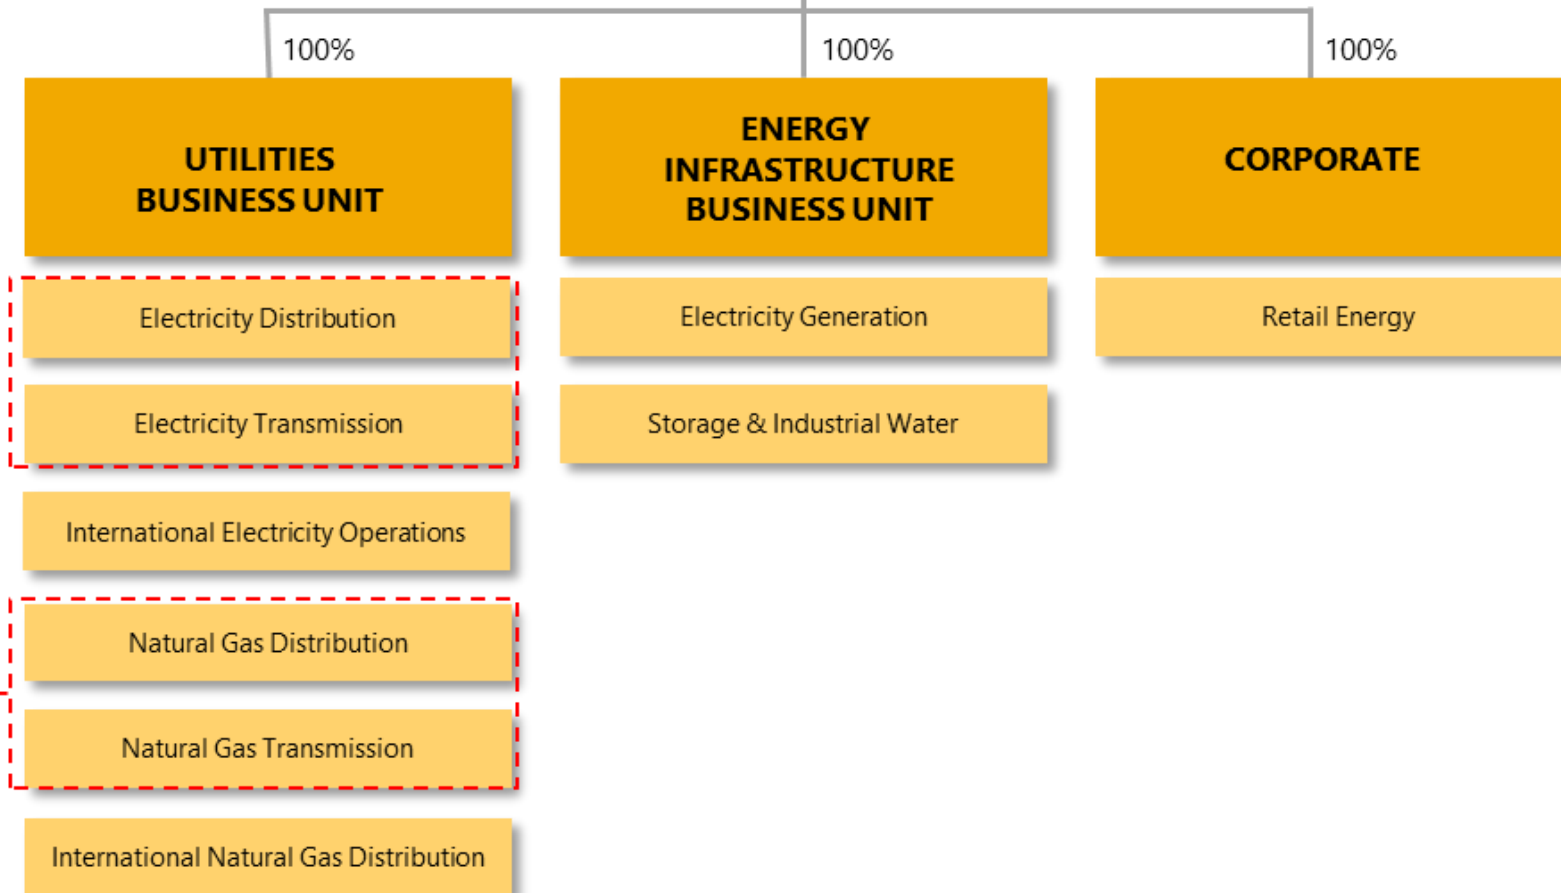 100%
100%
100%
UTILITIES
BUSINESS UNIT
ENERGY
INFRASTRUCTURE
BUSINESS UNIT
CORPORATE
Electricity Distribution
Electricity Generation
Retail Energy
Electricity Transmission
Storage & Industrial Water
International Electricity Operations
Natural Gas Distribution
Natural Gas Transmission
International Natural Gas Distribution